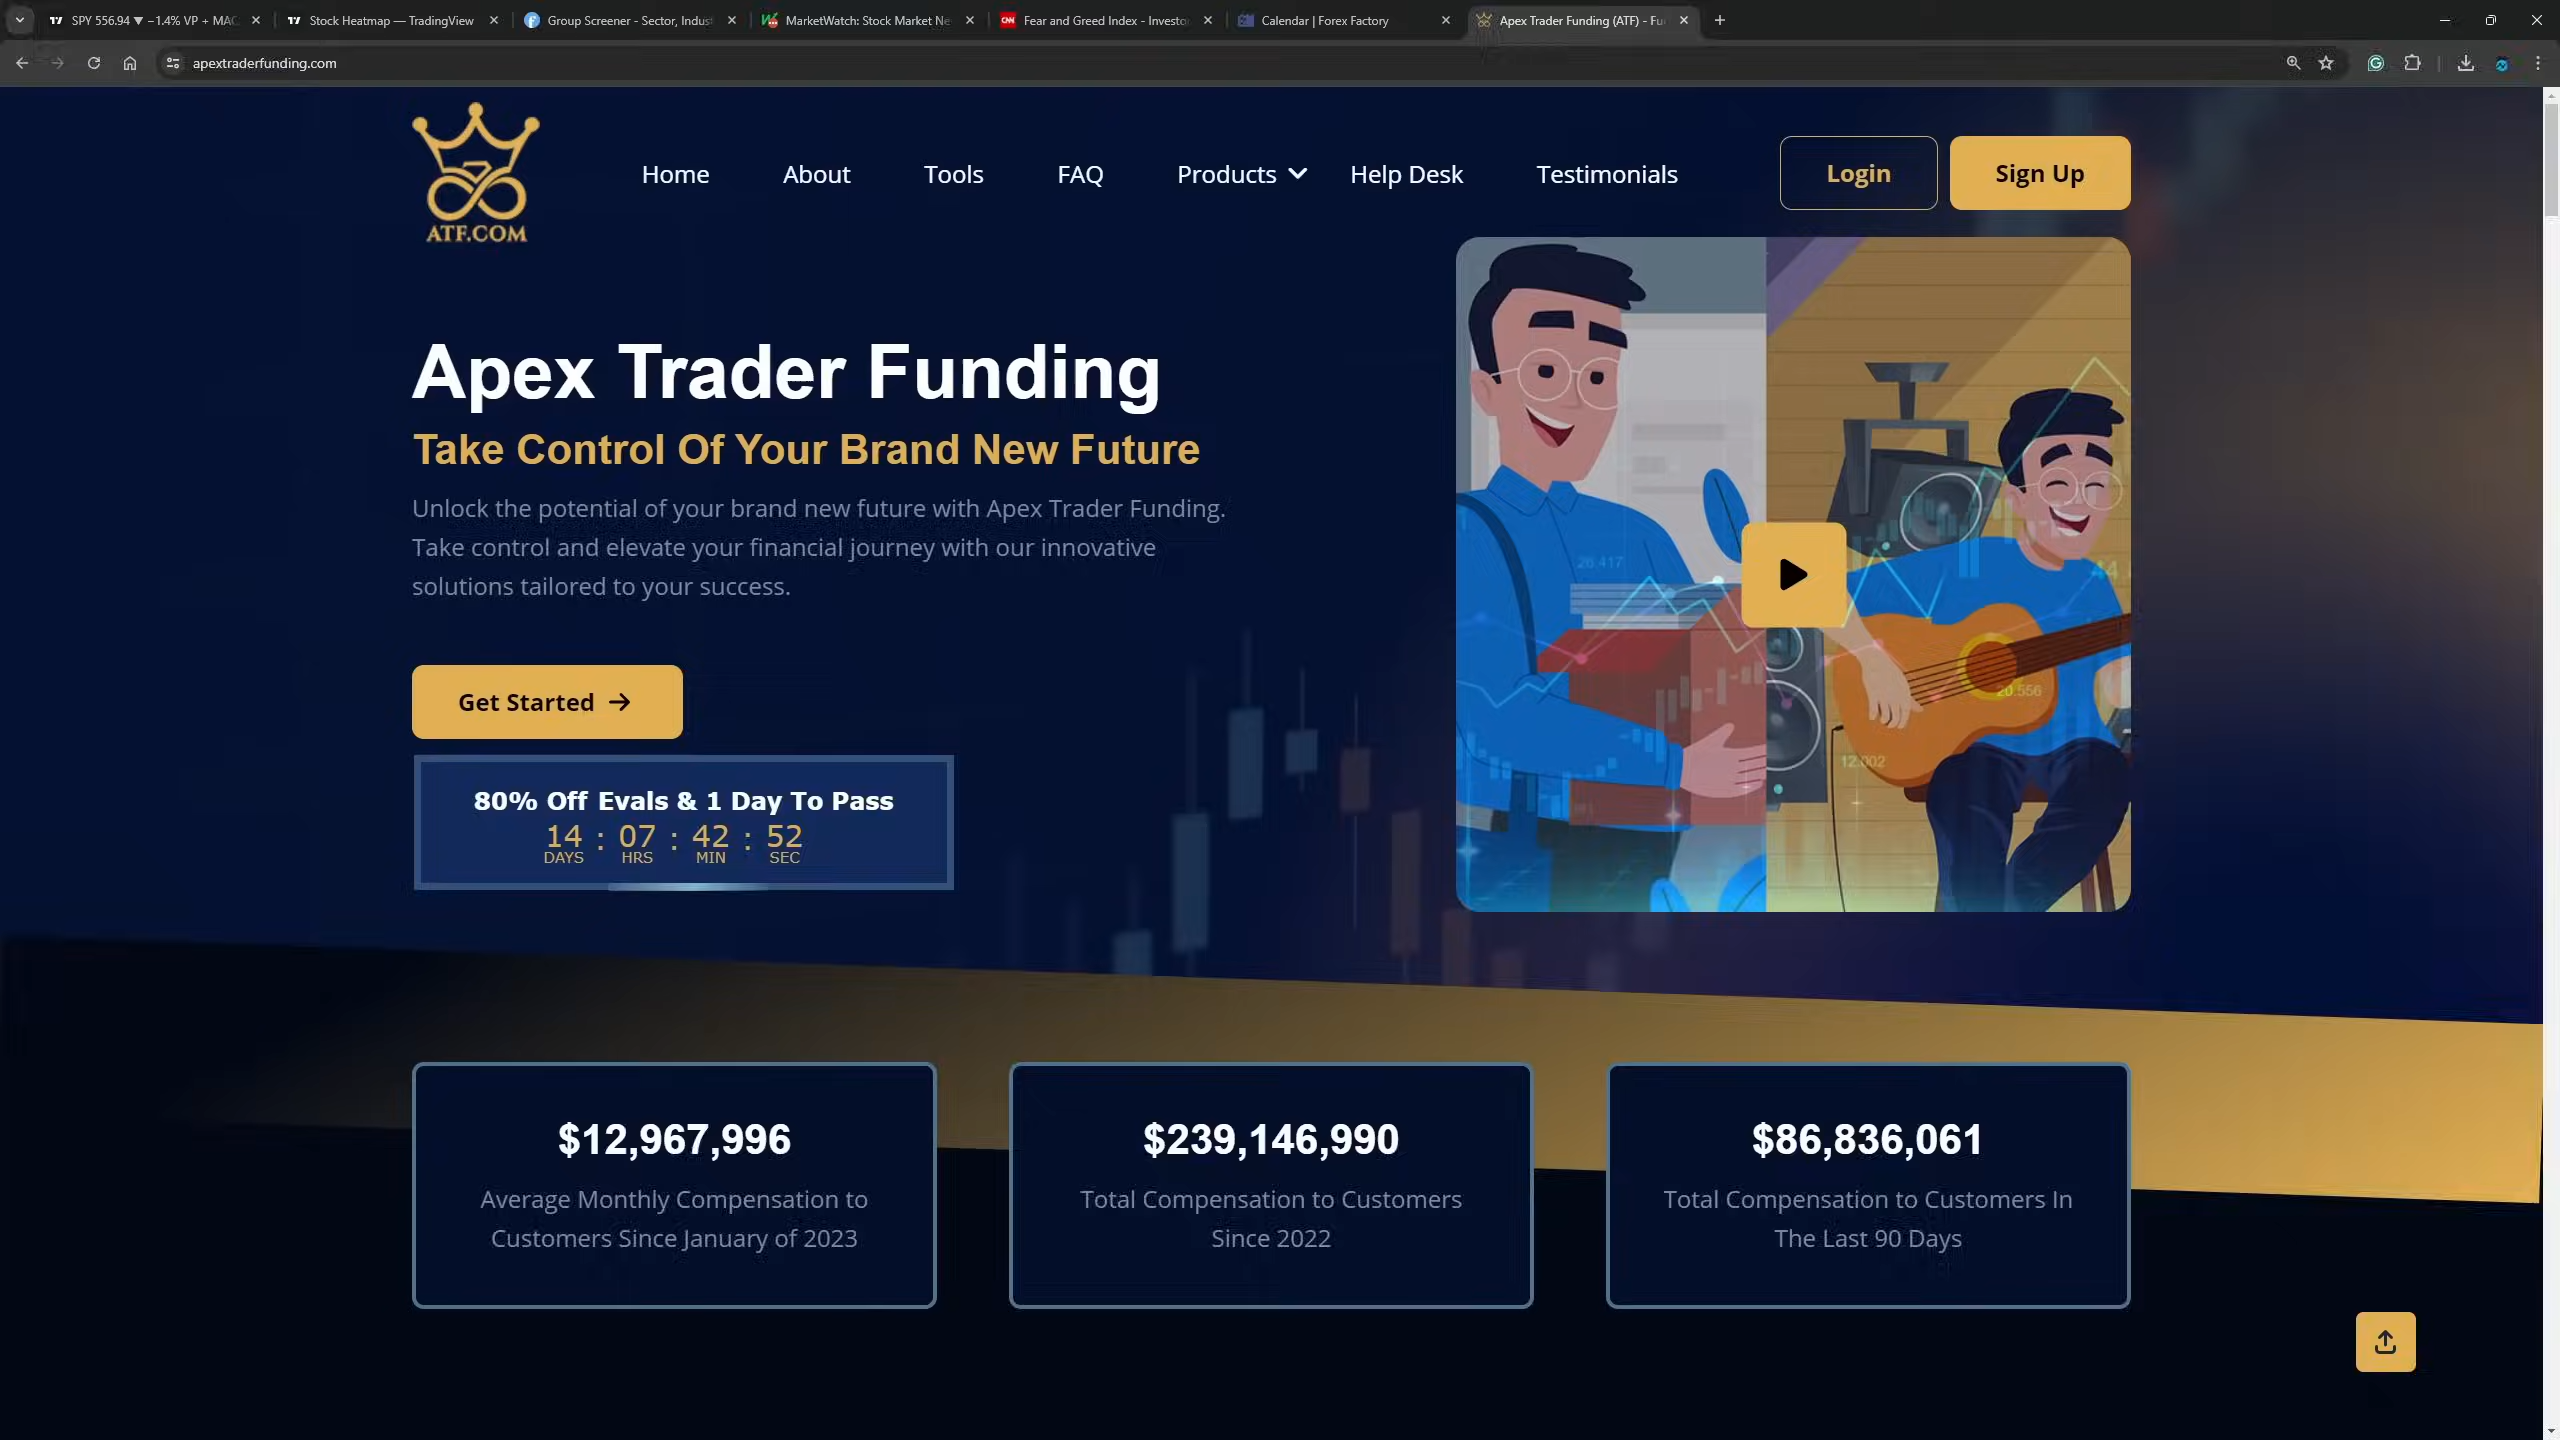 SPY 556.94 ▼ −1.4% VP + MAC
Stock Heatmap — TradingView
Group Screener - Sector, Indust
MarketWatch: Stock Market Ne
CNN
Fear and Greed Index - Investo
Calendar | Forex Factory
Apex Trader Funding (ATF) - Fu
apextraderfunding.com
ATF.COM
Home
About
Tools
FAQ
Products
Help Desk
Testimonials
Login
Sign Up
Apex Trader Funding
Take Control Of Your Brand New Future
Unlock the potential of your brand new future with Apex Trader Funding.
Take control and elevate your financial journey with our innovative
solutions tailored to your success.
Get Started →
80% Off Evals & 1 Day To Pass
14 : 07 : 42 : 52
DAYS HRS MIN SEC
26 417
20.556
12.002
$12,967,996
Average Monthly Compensation to
Customers Since January of 2023
$239,146,990
Total Compensation to Customers
Since 2022
$86,836,061
Total Compensation to Customers In
The Last 90 Days